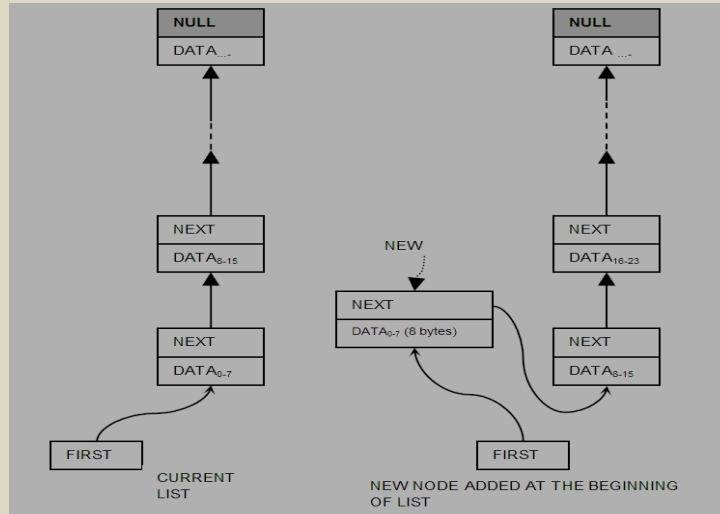 NULL
DATA...-
NEXT
DATA8-15
NEXT
DATA0-7
FIRST
CURRENT
LIST
NULL
DATA ...-
NEXT
DATA16-23
NEW
NEXT
DATA0-7 (8 bytes)
NEXT
DATA8-15
FIRST
NEW NODE ADDED AT THE BEGINNING
OF LIST